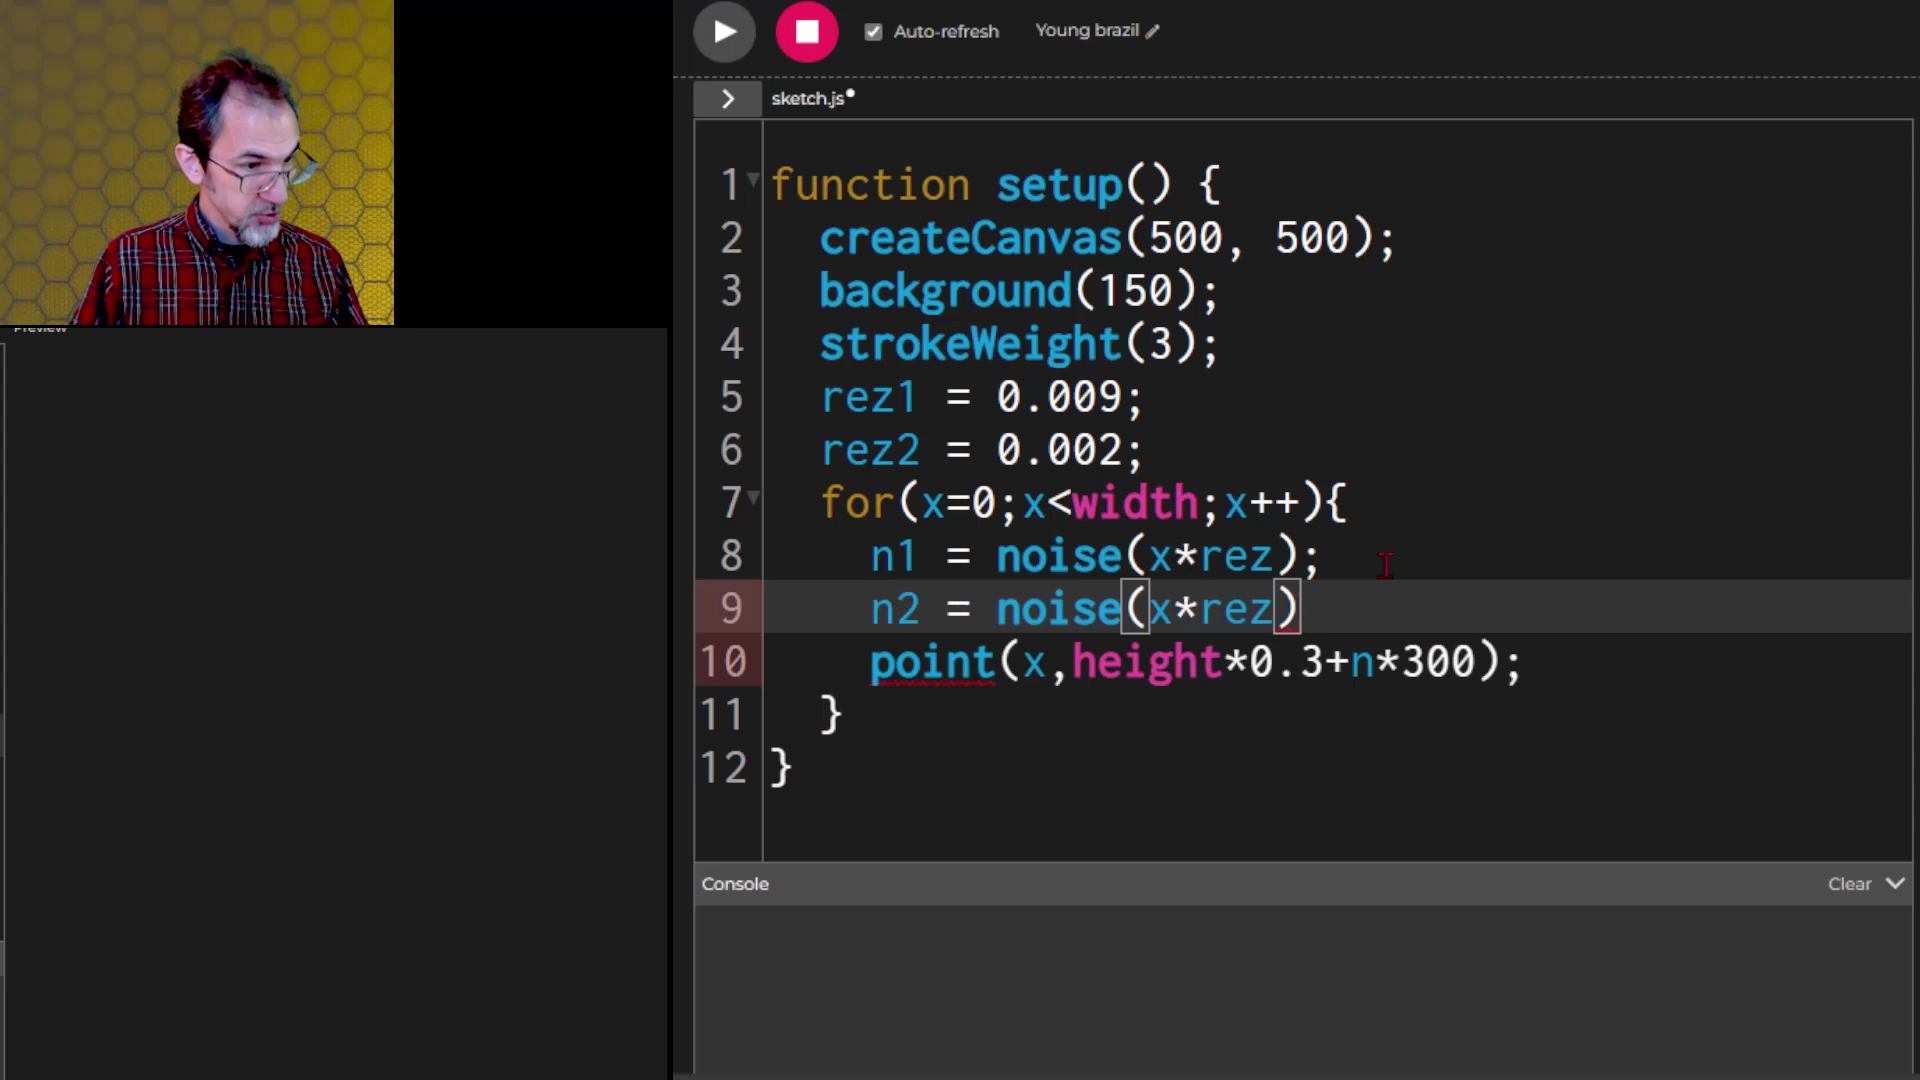 Auto-refresh
Young brazil
sketch.js
Preview
1 function setup() {
2 createCanvas(500, 500);
3 background(150);
4 strokeWeight(3);
5 rez1 = 0.009;
6 rez2 = 0.002;
7 for(x=0;x<width;x++){
8 n1 = noise(x*rez);
9 n2 = noise(x*rez)
10 point(x,height*0.3+n*300);
11 }
12 }
Console
Clear